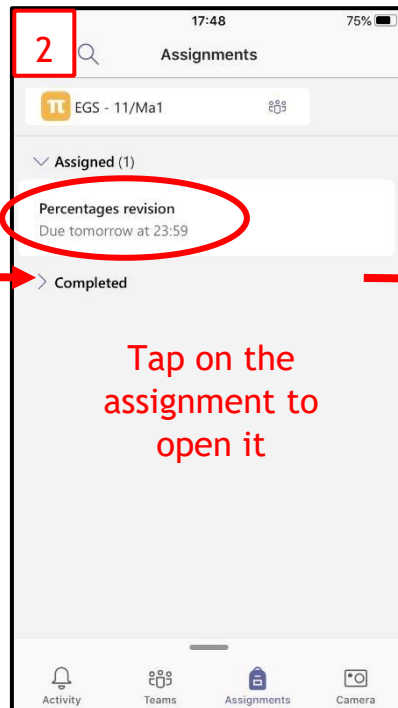 17:48
75%
2
Assignments
π EGS - 11/Ma1
Assigned (1)
Percentages revision
Due tomorrow at 23:59
Completed
Tap on the
assignment to
open it
Activity
Teams
Assignments
Camera